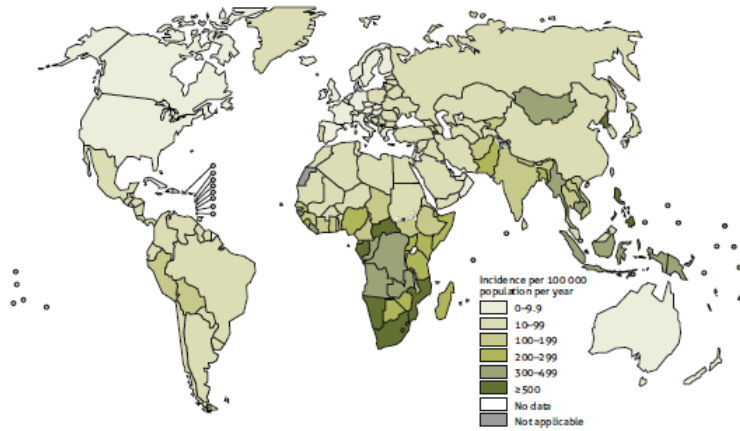 Incidence per 100 000
population per year
0–9.9
10–99
100–199
200–299
300–499
≥500
No data
Not applicable